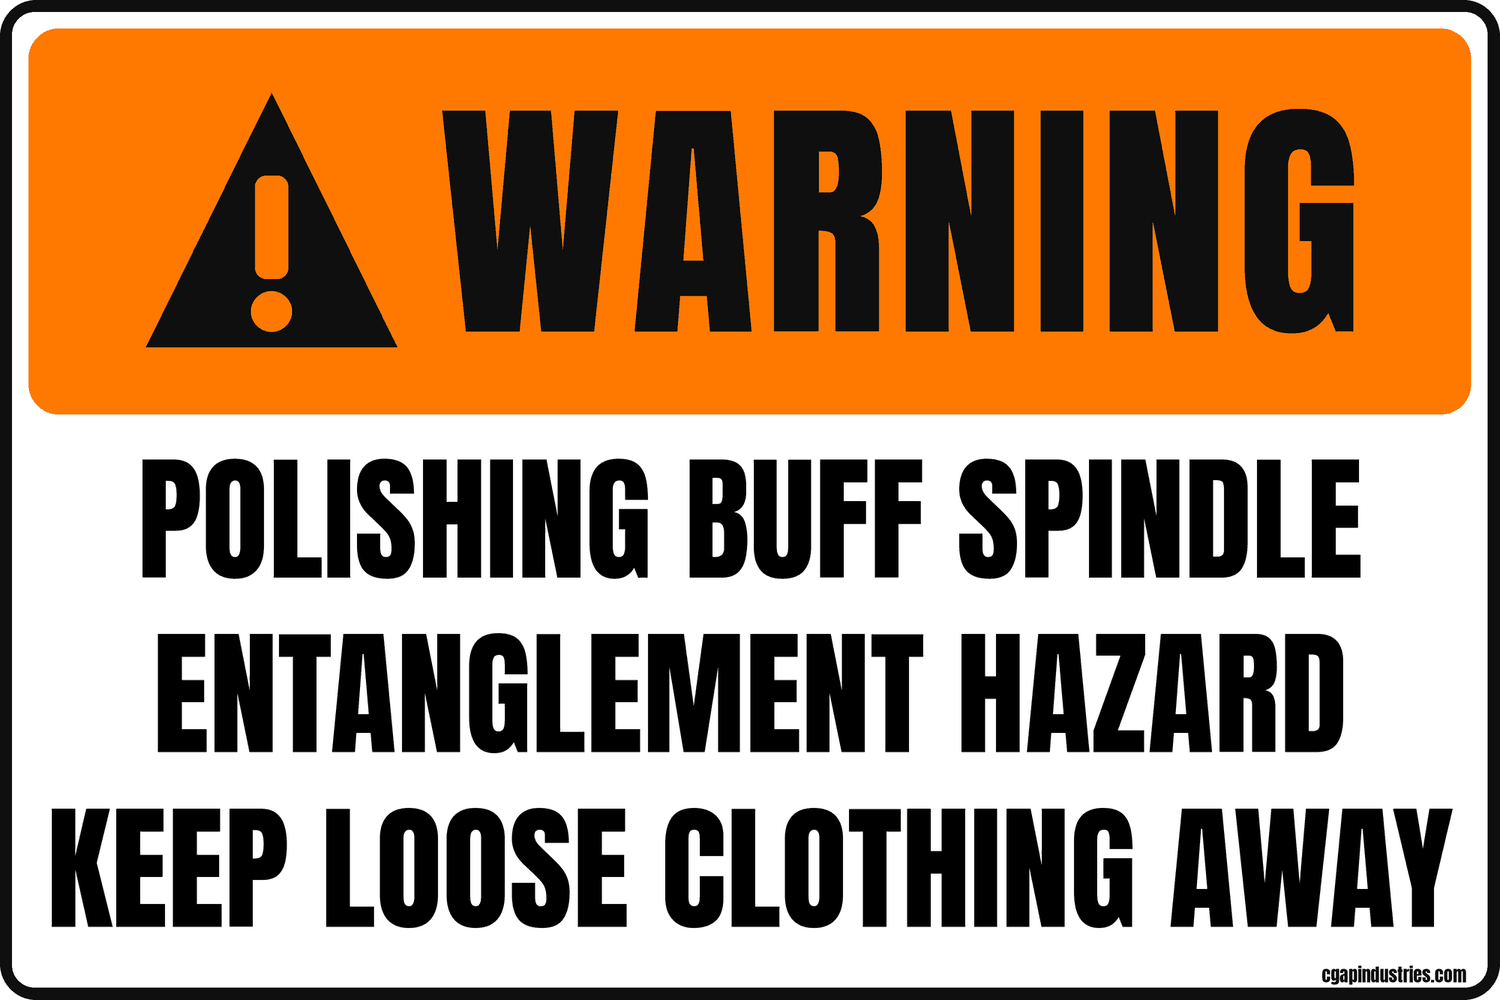 WARNING
POLISHING BUFF SPINDLE
ENTANGLEMENT HAZARD
KEEP LOOSE CLOTHING AWAY
cgapindustries.com